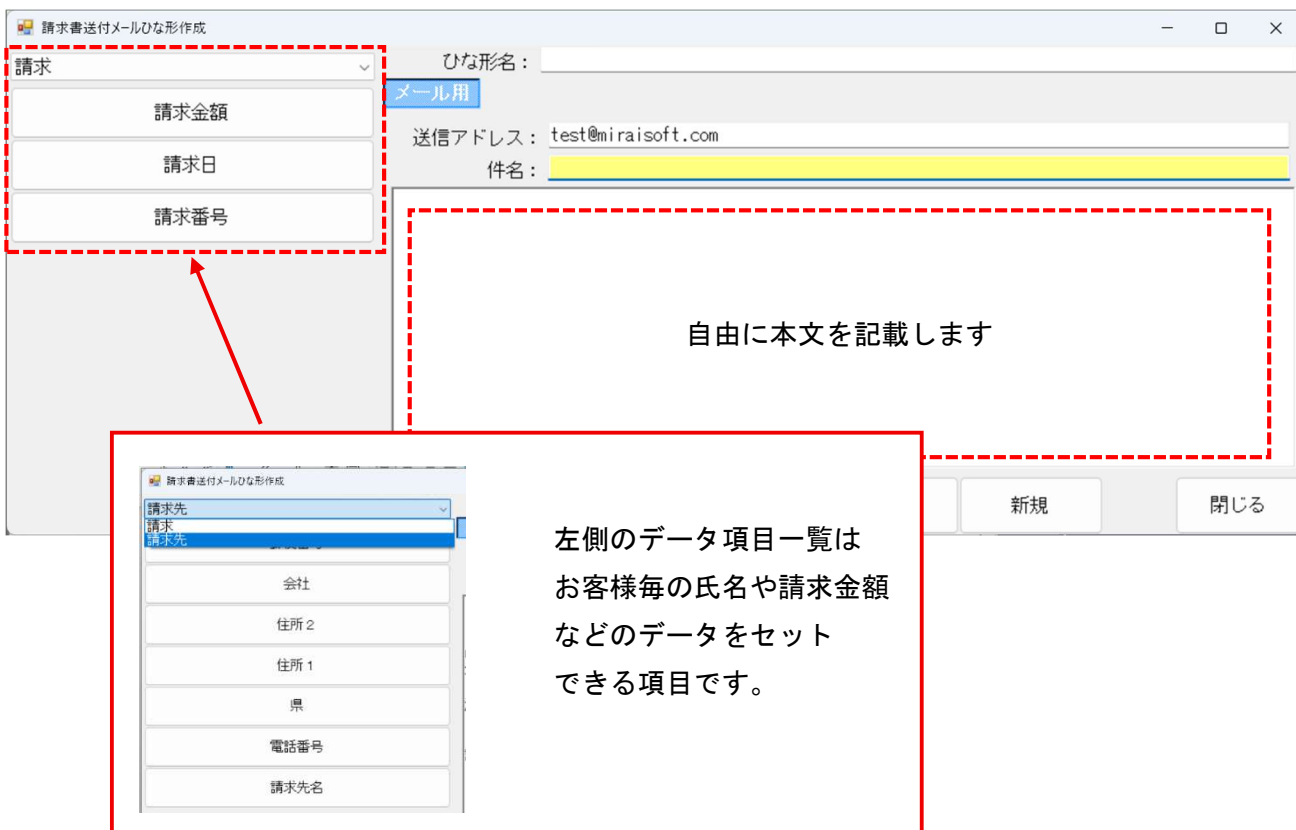 請求書送付メールひな形作成
請求
ひな形名：
メール用
請求金額
送信アドレス： test@miraisoft.com
請求日
件名：
請求番号
自由に本文を記載します
新規
閉じる
請求書送付メールひな形作成
請求先
請求
請求先
会社
住所２
住所１
県
電話番号
請求先名
左側のデータ項目一覧は
お客様毎の氏名や請求金額
などのデータをセット
できる項目です。